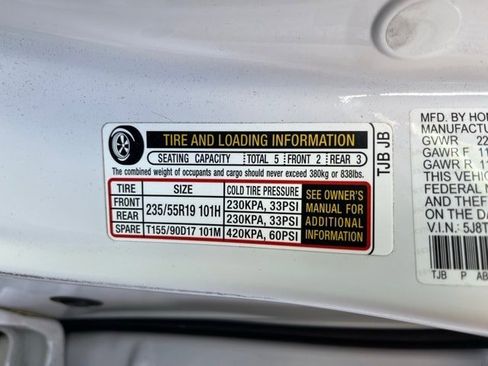 TIRE AND LOADING INFORMATION
SEATING CAPACITY TOTAL 5 FRONT 2 REAR 3
The combined weight of occupants and cargo should never exceed 380kg or 838lbs.
TIRE SIZE COLD TIRE PRESSURE
FRONT 235/55R19 101H 230KPA, 33PSI
REAR 230KPA, 33PSI
SPARE T155/90D17 101M 420KPA, 60PSI
SEE OWNER'S
MANUAL FOR
ADDITIONAL
INFORMATION
TJB JB
MFD. BY HON
MANUFACTU
GVWR 22
GAWR F 11
GAWR R 11
THIS VEHIC
FEDERAL M
AND THEF
ON THE DA
V.I.N.: 5J8T
TJB P AB